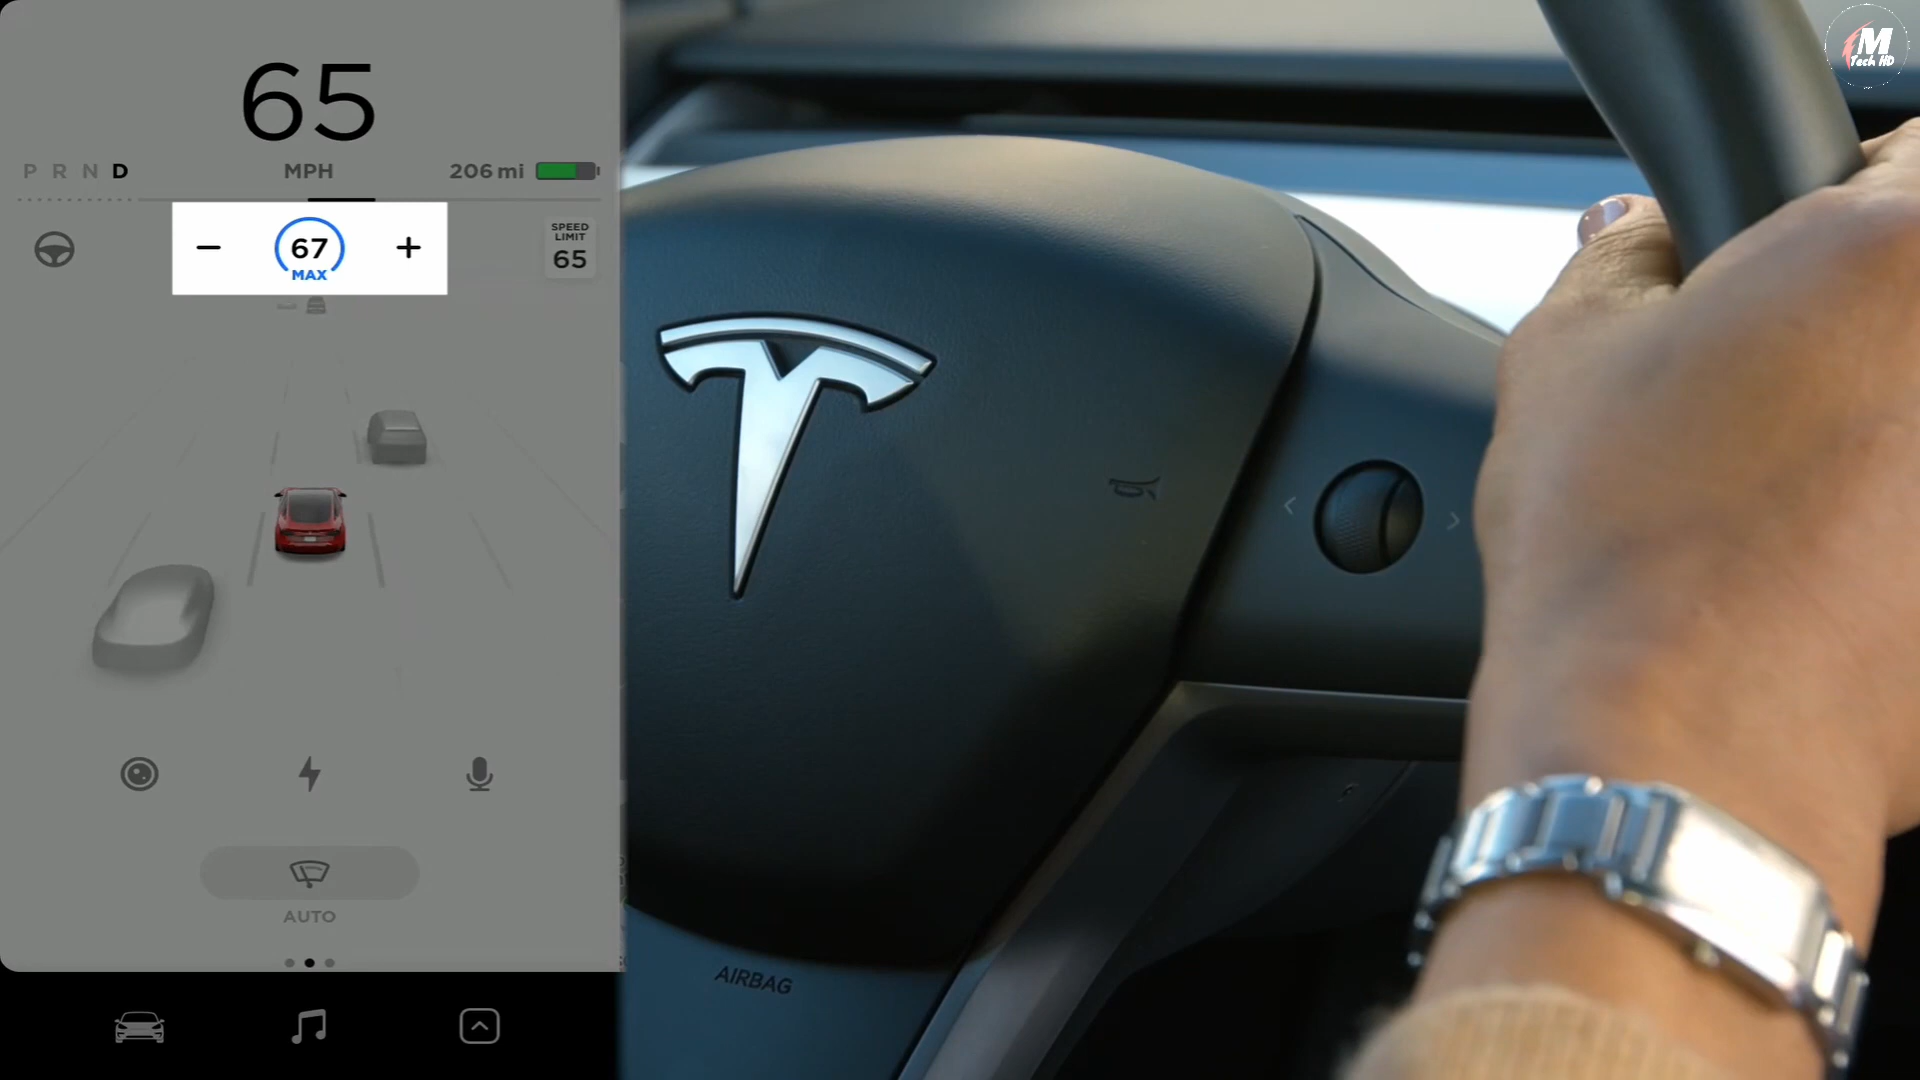 65
P R N D
MPH
206 mi
− 67 +
MAX
SPEED
LIMIT
65
AUTO
AIRBAG
M
Tech HD